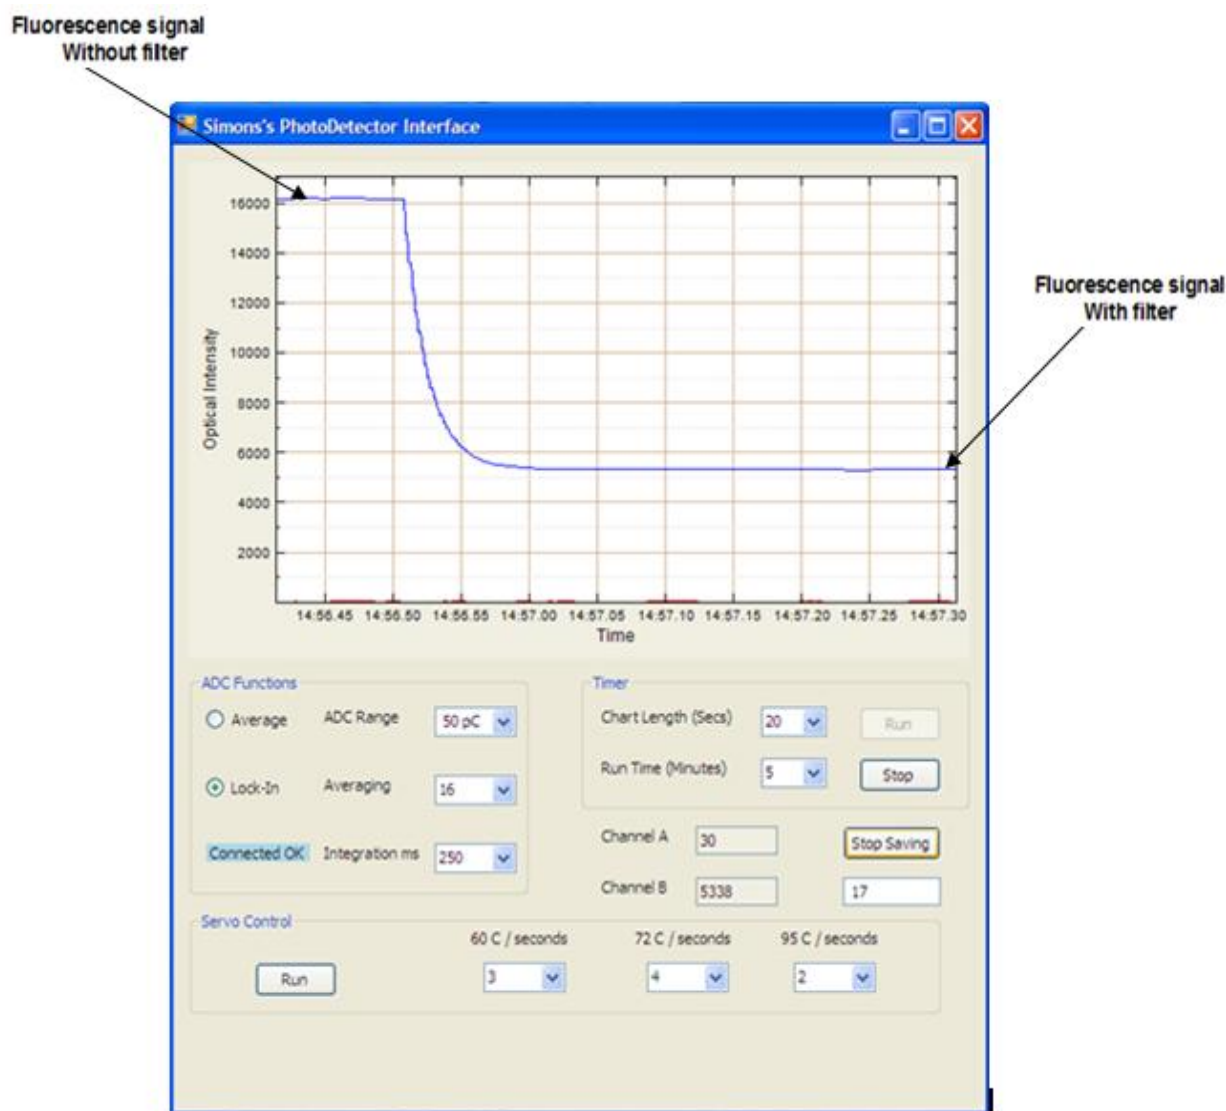 Fluorescence signal
Without filter
Simons's PhotoDetector Interface
16000
14000
12000
10000
8000
6000
4000
2000
Optical Intensity
14:56.45 14:56.50 14:56.55 14:57.00 14:57.05 14:57.10 14:57.15 14:57.20 14:57.25 14:57.30
Time
Fluorescence signal
With filter
ADC Functions
Average ADC Range 50 pC
Lock-In Averaging 16
Connected OK Integration ms 250
Timer
Chart Length (Secs) 20 Run
Run Time (Minutes) 5 Stop
Channel A 30 Stop Saving
Channel B 5338 17
Servo Control
60 C / seconds 72 C / seconds 95 C / seconds
Run 3 4 2